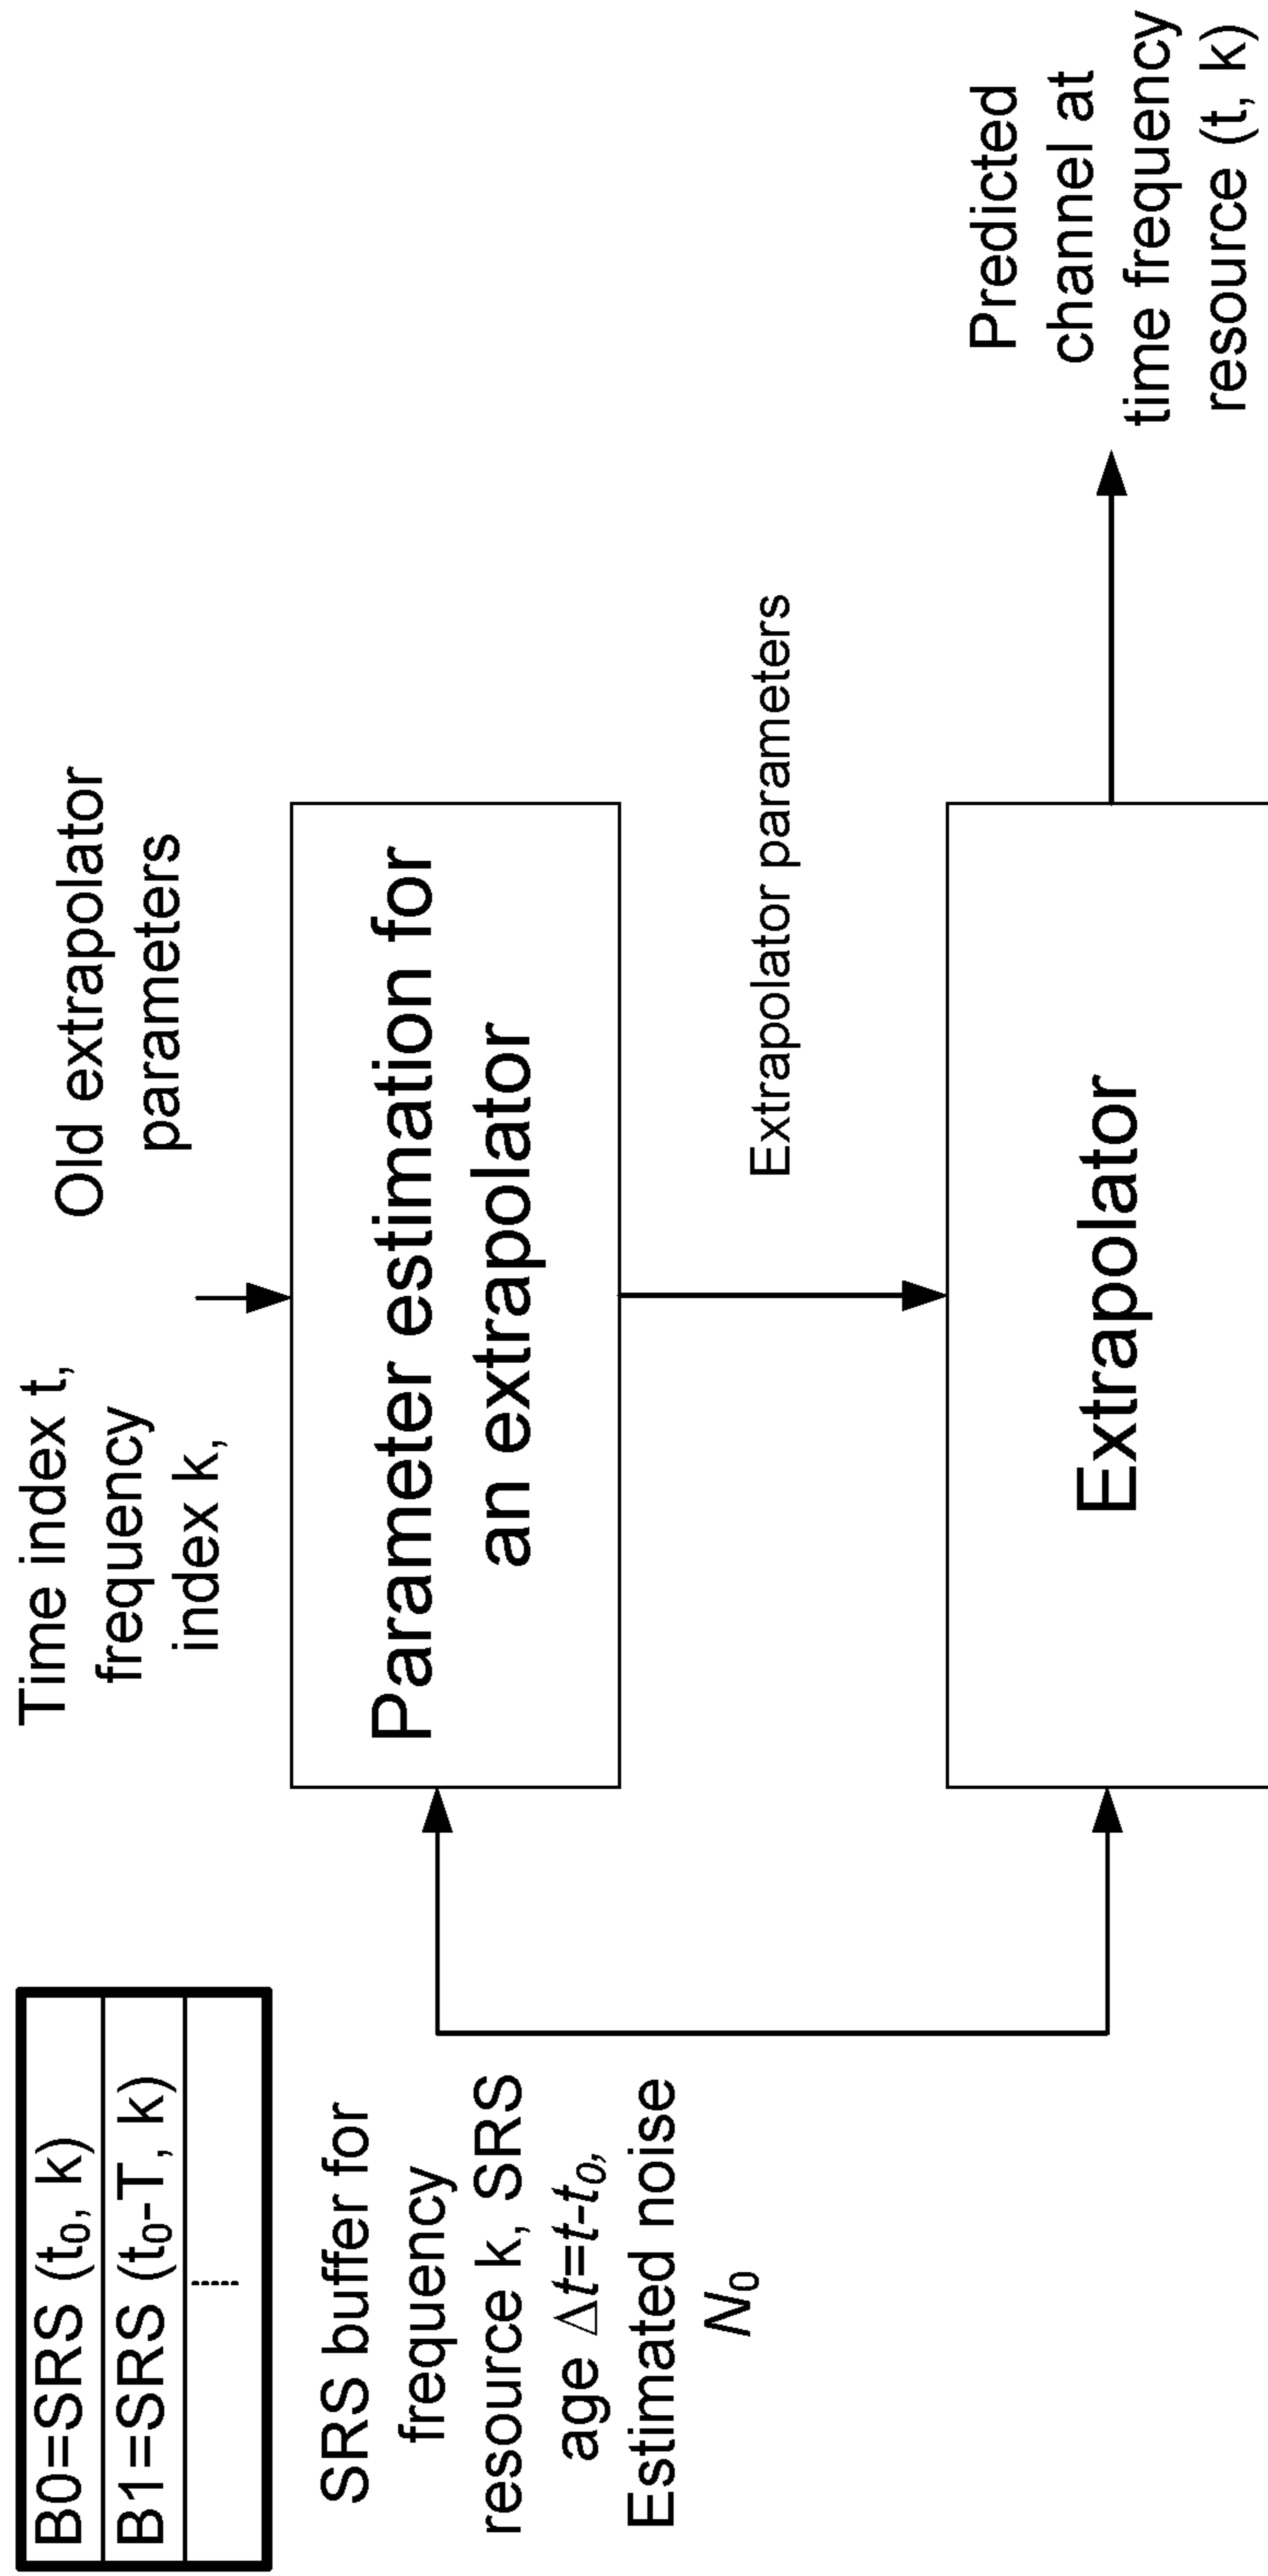 B0=SRS (t₀, k)
B1=SRS (t₀-T, k)
SRS buffer for
frequency
resource k, SRS
age Δt=t-t₀,
Estimated noise
N₀
Time index t,
frequency
index k,
Old extrapolator
parameters
Parameter estimation for
an extrapolator
Extrapolator parameters
Extrapolator
Predicted
channel at
time frequency
resource (t, k)